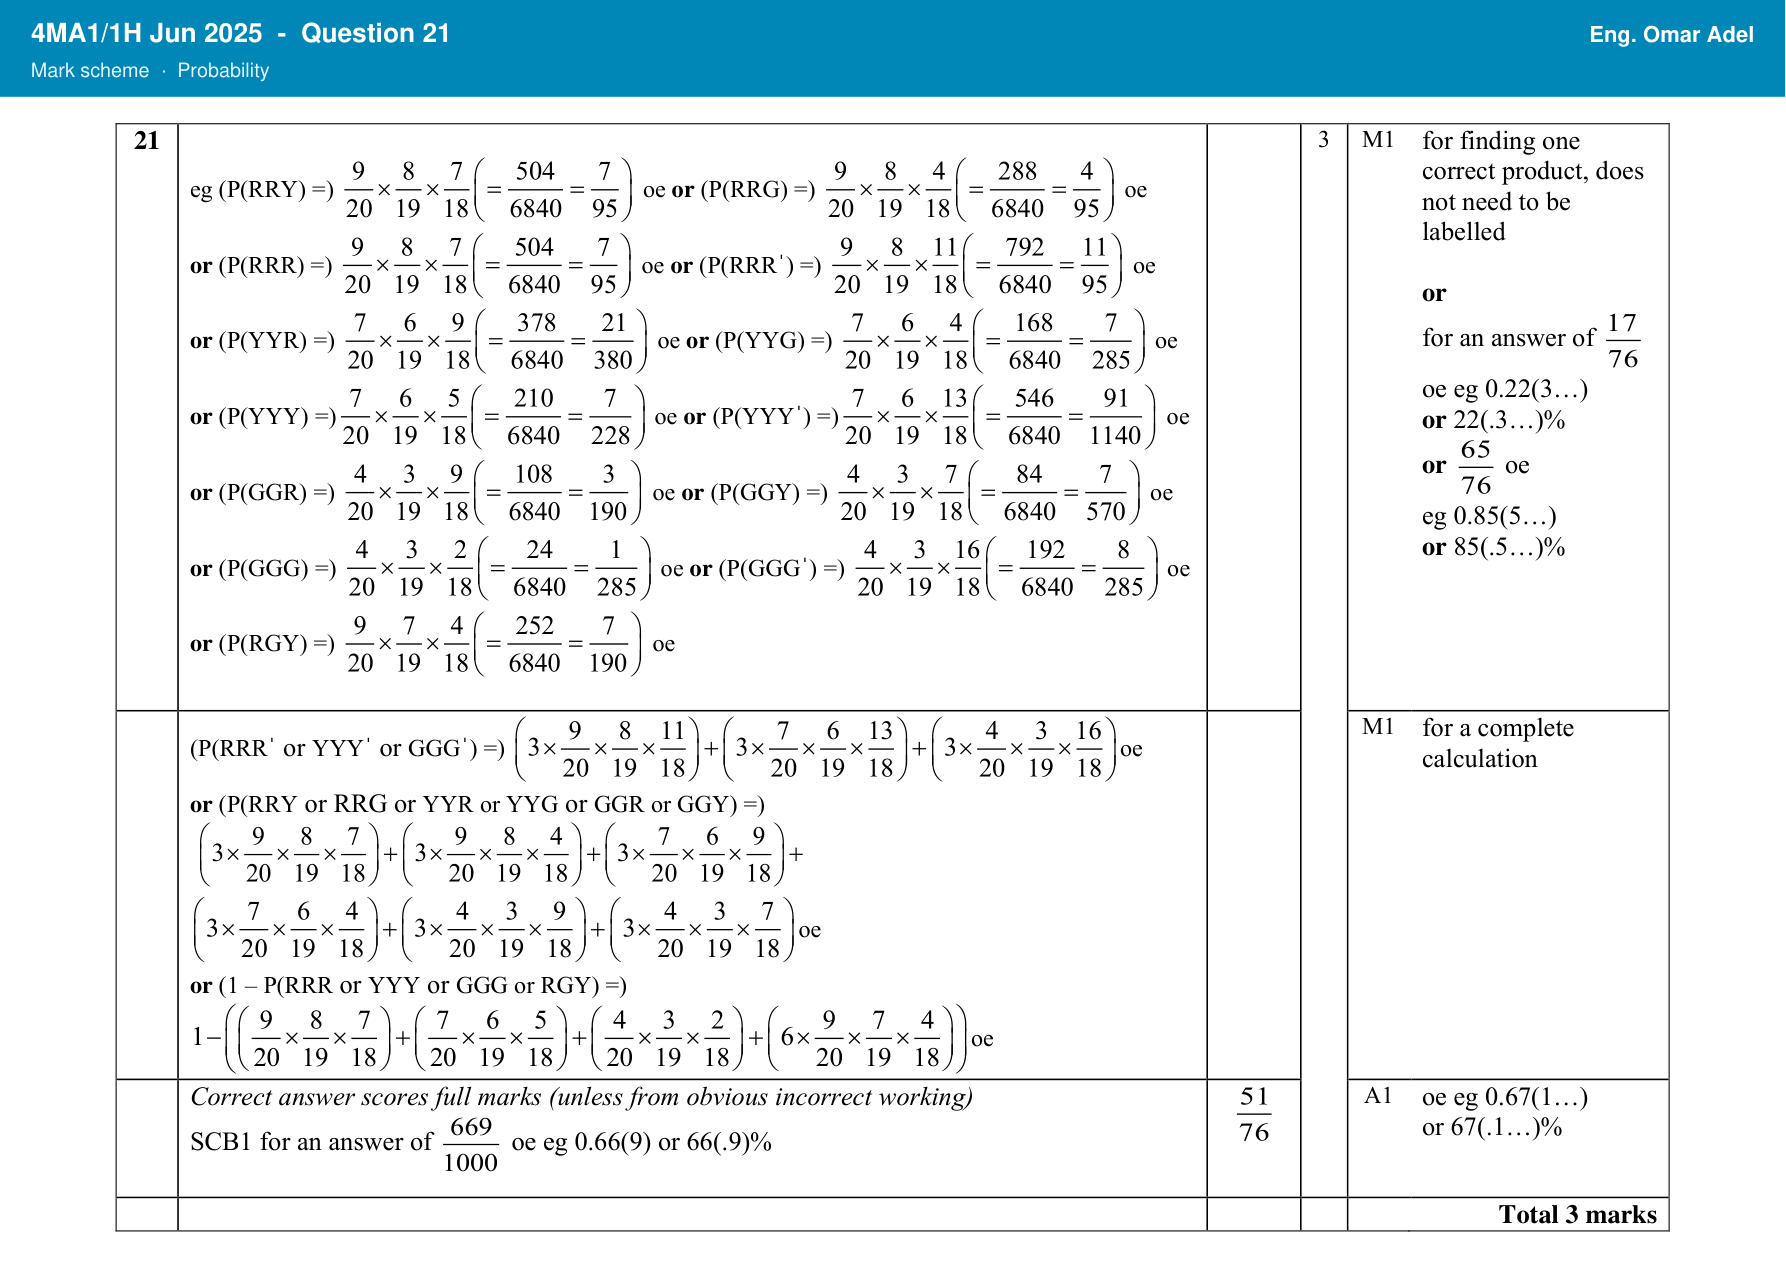 4MA1/1H Jun 2025 - Question 21
Eng. Omar Adel
Mark scheme · Probability
21
eg (P(RRY) =) 9/20 × 8/19 × 7/18 (= 504/6840 = 7/95) oe or (P(RRG) =) 9/20 × 8/19 × 4/18 (= 288/6840 = 4/95) oe
or (P(RRR) =) 9/20 × 8/19 × 7/18 (= 504/6840 = 7/95) oe or (P(RRR') =) 9/20 × 8/19 × 11/18 (= 792/6840 = 11/95) oe
or (P(YYR) =) 7/20 × 6/19 × 9/18 (= 378/6840 = 21/380) oe or (P(YYG) =) 7/20 × 6/19 × 4/18 (= 168/6840 = 7/285) oe
or (P(YYY) =) 7/20 × 6/19 × 5/18 (= 210/6840 = 7/228) oe or (P(YYY') =) 7/20 × 6/19 × 13/18 (= 546/6840 = 91/1140) oe
or (P(GGR) =) 4/20 × 3/19 × 9/18 (= 108/6840 = 3/190) oe or (P(GGY) =) 4/20 × 3/19 × 7/18 (= 84/6840 = 7/570) oe
or (P(GGG) =) 4/20 × 3/19 × 2/18 (= 24/6840 = 1/285) oe or (P(GGG') =) 4/20 × 3/19 × 16/18 (= 192/6840 = 8/285) oe
or (P(RGY) =) 9/20 × 7/19 × 4/18 (= 252/6840 = 7/190) oe
3
M1
for finding one
correct product, does
not need to be
labelled
or
for an answer of 17/76
oe eg 0.22(3…)
or 22(.3…)%
or 65/76 oe
eg 0.85(5…)
or 85(.5…)%
(P(RRR' or YYY' or GGG') =) (3 × 9/20 × 8/19 × 11/18) + (3 × 7/20 × 6/19 × 13/18) + (3 × 4/20 × 3/19 × 16/18) oe
or (P(RRY or RRG or YYR or YYG or GGR or GGY) =)
(3 × 9/20 × 8/19 × 7/18) + (3 × 9/20 × 8/19 × 4/18) + (3 × 7/20 × 6/19 × 9/18) +
(3 × 7/20 × 6/19 × 4/18) + (3 × 4/20 × 3/19 × 9/18) + (3 × 4/20 × 3/19 × 7/18) oe
or (1 – P(RRR or YYY or GGG or RGY) =)
1 − ((9/20 × 8/19 × 7/18) + (7/20 × 6/19 × 5/18) + (4/20 × 3/19 × 2/18) + (6 × 9/20 × 7/19 × 4/18)) oe
M1
for a complete
calculation
Correct answer scores full marks (unless from obvious incorrect working)
SCB1 for an answer of 669/1000 oe eg 0.66(9) or 66(.9)%
51/76
A1
oe eg 0.67(1…)
or 67(.1…)%
Total 3 marks